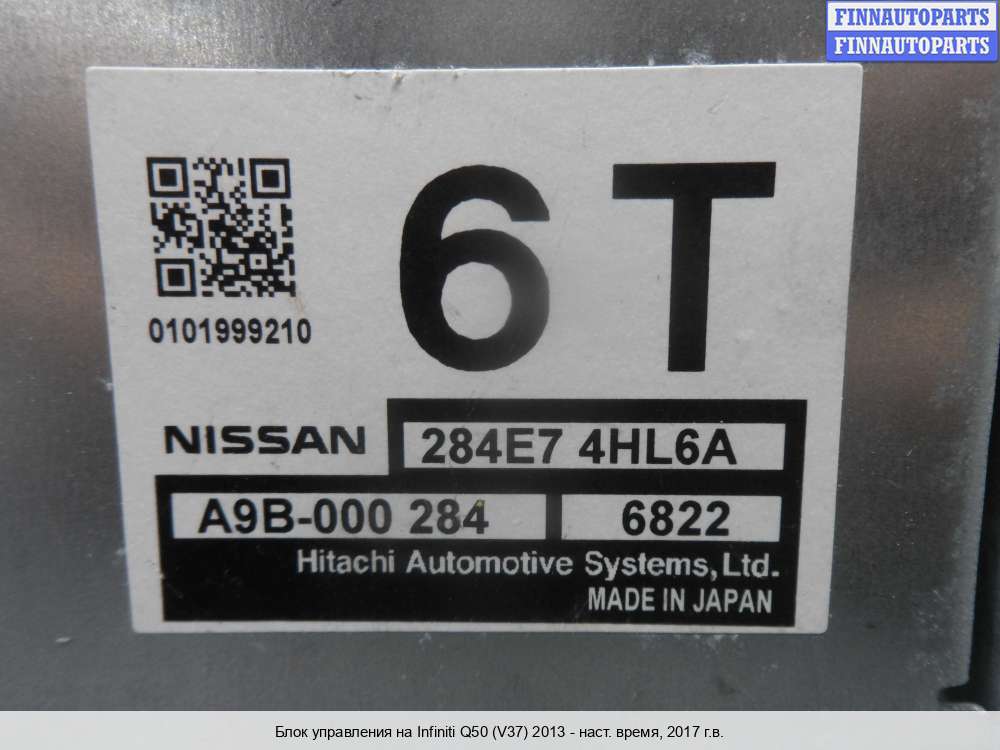 FINNAUTOPARTS
FINNAUTOPARTS
6T
0101999210
NISSAN 284E7 4HL6A
A9B-000 284 6822
Hitachi Automotive Systems, Ltd.
MADE IN JAPAN
Блок управления на Infiniti Q50 (V37) 2013 - наст. время, 2017 г.в.